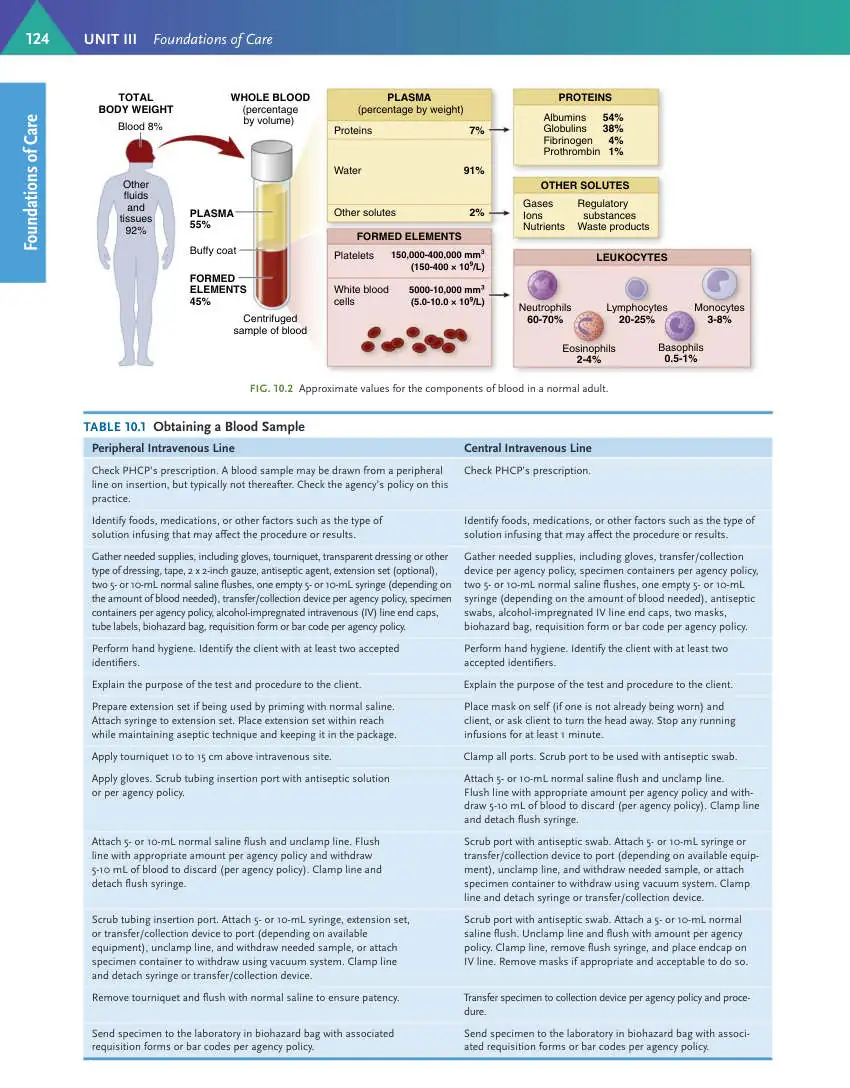 124 UNIT III Foundations of Care
Foundations of Care
TOTAL
BODY WEIGHT
Blood 8%
Other
fluids
and
tissues
92%
WHOLE BLOOD
(percentage
by volume)
PLASMA
55%
Buffy coat
FORMED
ELEMENTS
45%
Centrifuged
sample of blood
PLASMA
(percentage by weight)
Proteins 7%
Water 91%
Other solutes 2%
FORMED ELEMENTS
Platelets 150,000-400,000 mm³
(150-400 × 10⁹/L)
White blood 5000-10,000 mm³
cells (5.0-10.0 × 10⁹/L)
PROTEINS
Albumins 54%
Globulins 38%
Fibrinogen 4%
Prothrombin 1%
OTHER SOLUTES
Gases Regulatory
Ions substances
Nutrients Waste products
LEUKOCYTES
Neutrophils
60-70%
Lymphocytes
20-25%
Monocytes
3-8%
Eosinophils
2-4%
Basophils
0.5-1%
FIG. 10.2 Approximate values for the components of blood in a normal adult.
TABLE 10.1 Obtaining a Blood Sample
Peripheral Intravenous Line
Central Intravenous Line
Check PHCP's prescription. A blood sample may be drawn from a peripheral
line on insertion, but typically not thereafter. Check the agency's policy on this
practice.
Check PHCP's prescription.
Identify foods, medications, or other factors such as the type of
solution infusing that may affect the procedure or results.
Identify foods, medications, or other factors such as the type of
solution infusing that may affect the procedure or results.
Gather needed supplies, including gloves, tourniquet, transparent dressing or other
type of dressing, tape, 2 x 2-inch gauze, antiseptic agent, extension set (optional),
two 5- or 10-mL normal saline flushes, one empty 5- or 10-mL syringe (depending on
the amount of blood needed), transfer/collection device per agency policy, specimen
containers per agency policy, alcohol-impregnated intravenous (IV) line end caps,
tube labels, biohazard bag, requisition form or bar code per agency policy.
Gather needed supplies, including gloves, transfer/collection
device per agency policy, specimen containers per agency policy,
two 5- or 10-mL normal saline flushes, one empty 5- or 10-mL
syringe (depending on the amount of blood needed), antiseptic
swabs, alcohol-impregnated IV line end caps, two masks,
biohazard bag, requisition form or bar code per agency policy.
Perform hand hygiene. Identify the client with at least two accepted
identifiers.
Perform hand hygiene. Identify the client with at least two
accepted identifiers.
Explain the purpose of the test and procedure to the client.
Explain the purpose of the test and procedure to the client.
Prepare extension set if being used by priming with normal saline.
Attach syringe to extension set. Place extension set within reach
while maintaining aseptic technique and keeping it in the package.
Place mask on self (if one is not already being worn) and
client, or ask client to turn the head away. Stop any running
infusions for at least 1 minute.
Apply tourniquet 10 to 15 cm above intravenous site.
Clamp all ports. Scrub port to be used with antiseptic swab.
Apply gloves. Scrub tubing insertion port with antiseptic solution
or per agency policy.
Attach 5- or 10-mL normal saline flush and unclamp line.
Flush line with appropriate amount per agency policy and with-
draw 5-10 mL of blood to discard (per agency policy). Clamp line
and detach flush syringe.
Attach 5- or 10-mL normal saline flush and unclamp line. Flush
line with appropriate amount per agency policy and withdraw
5-10 mL of blood to discard (per agency policy). Clamp line and
detach flush syringe.
Scrub port with antiseptic swab. Attach 5- or 10-mL syringe or
transfer/collection device to port (depending on available equip-
ment), unclamp line, and withdraw needed sample, or attach
specimen container to withdraw using vacuum system. Clamp
line and detach syringe or transfer/collection device.
Scrub tubing insertion port. Attach 5- or 10-mL syringe, extension set,
or transfer/collection device to port (depending on available
equipment), unclamp line, and withdraw needed sample, or attach
specimen container to withdraw using vacuum system. Clamp line
and detach syringe or transfer/collection device.
Scrub port with antiseptic swab. Attach a 5- or 10-mL normal
saline flush. Unclamp line and flush with amount per agency
policy. Clamp line, remove flush syringe, and place endcap on
IV line. Remove masks if appropriate and acceptable to do so.
Remove tourniquet and flush with normal saline to ensure patency.
Transfer specimen to collection device per agency policy and proce-
dure.
Send specimen to the laboratory in biohazard bag with associated
requisition forms or bar codes per agency policy.
Send specimen to the laboratory in biohazard bag with associ-
ated requisition forms or bar codes per agency policy.